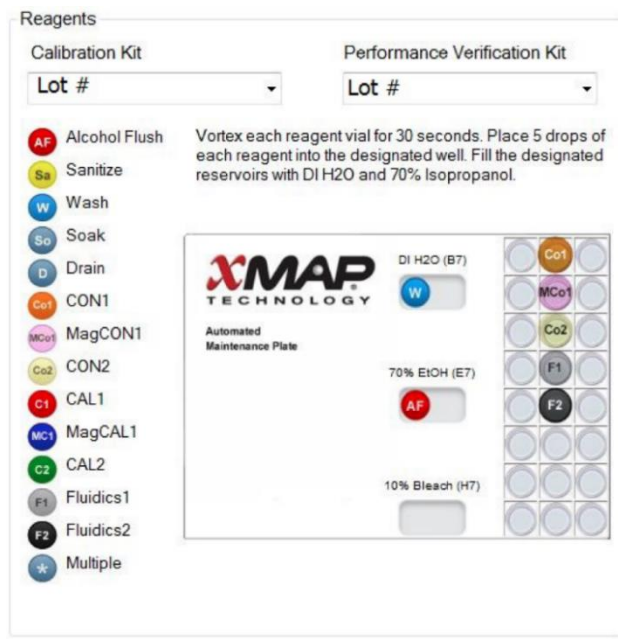 Reagents
Calibration Kit
Performance Verification Kit
Lot #
Lot #
AF Alcohol Flush
Sa Sanitize
W Wash
So Soak
D Drain
Co1 CON1
MCo1 MagCON1
Co2 CON2
C1 CAL1
MC1 MagCAL1
C2 CAL2
F1 Fluidics1
F2 Fluidics2
* Multiple
Vortex each reagent vial for 30 seconds. Place 5 drops of
each reagent into the designated well. Fill the designated
reservoirs with DI H2O and 70% Isopropanol.
xMAP
TECHNOLOGY
Automated
Maintenance Plate
DI H2O (B7)
W
70% EtOH (E7)
AF
10% Bleach (H7)
Co1
MCo1
Co2
F1
F2